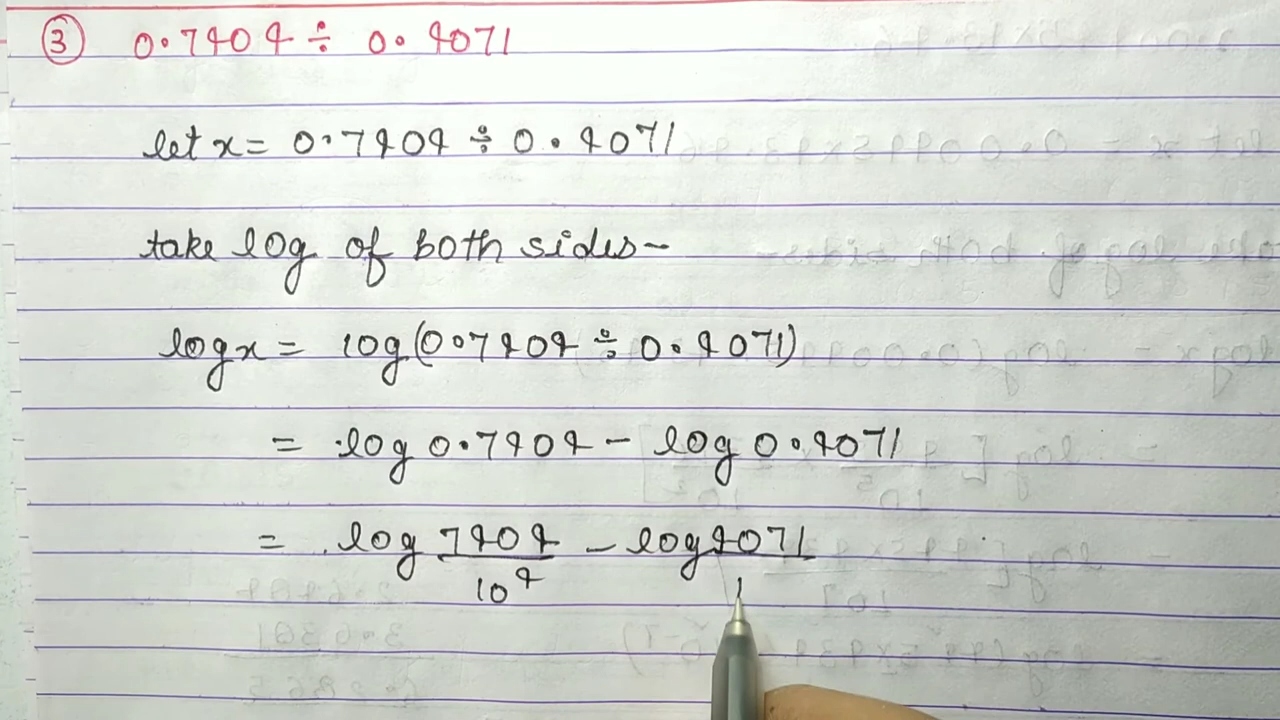 ③ 0.7404 ÷ 0.4071
let x = 0.7404 ÷ 0.4071
take log of both sides-
log x = log(0.7404 ÷ 0.4071)
= log 0.7404 - log 0.4071
= log 7404/10⁴ - log 4071/1